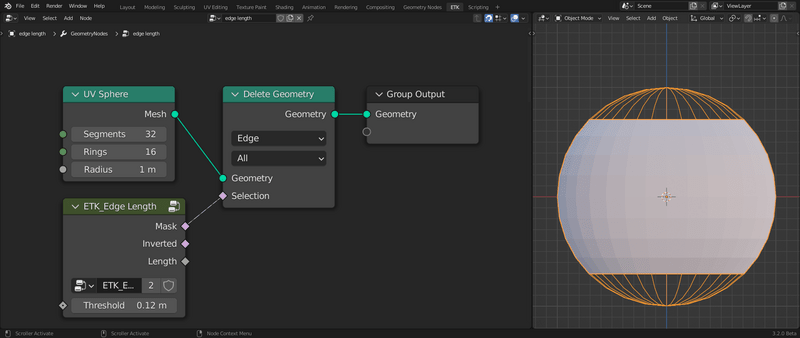 File Edit Render Window Help Layout Modeling Sculpting UV Editing Texture Paint Shading Animation Rendering Compositing Geometry Nodes ETK Scripting + Scene ViewLayer
View Select Add Node edge length Object Mode View Select Add Object Global
edge length > GeometryNodes > edge length
UV Sphere
Mesh
Segments 32
Rings 16
Radius 1 m
Delete Geometry
Geometry
Edge
All
Geometry
Selection
Group Output
Geometry
ETK_Edge Length
Mask
Inverted
Length
ETK_E... 2
Threshold 0.12 m
Scroller Activate Scroller Activate Node Context Menu 3.2.0 Beta